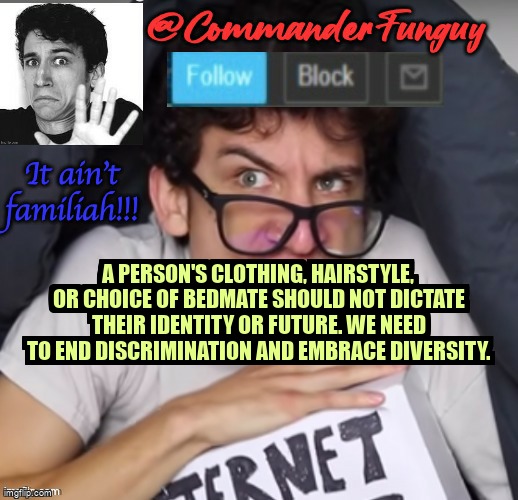 @CommanderFunguy
Follow
Block
It ain't
familiah!!!
A PERSON'S CLOTHING, HAIRSTYLE,
OR CHOICE OF BEDMATE SHOULD NOT DICTATE
THEIR IDENTITY OR FUTURE. WE NEED
TO END DISCRIMINATION AND EMBRACE DIVERSITY.
TERNET
imgflip.com